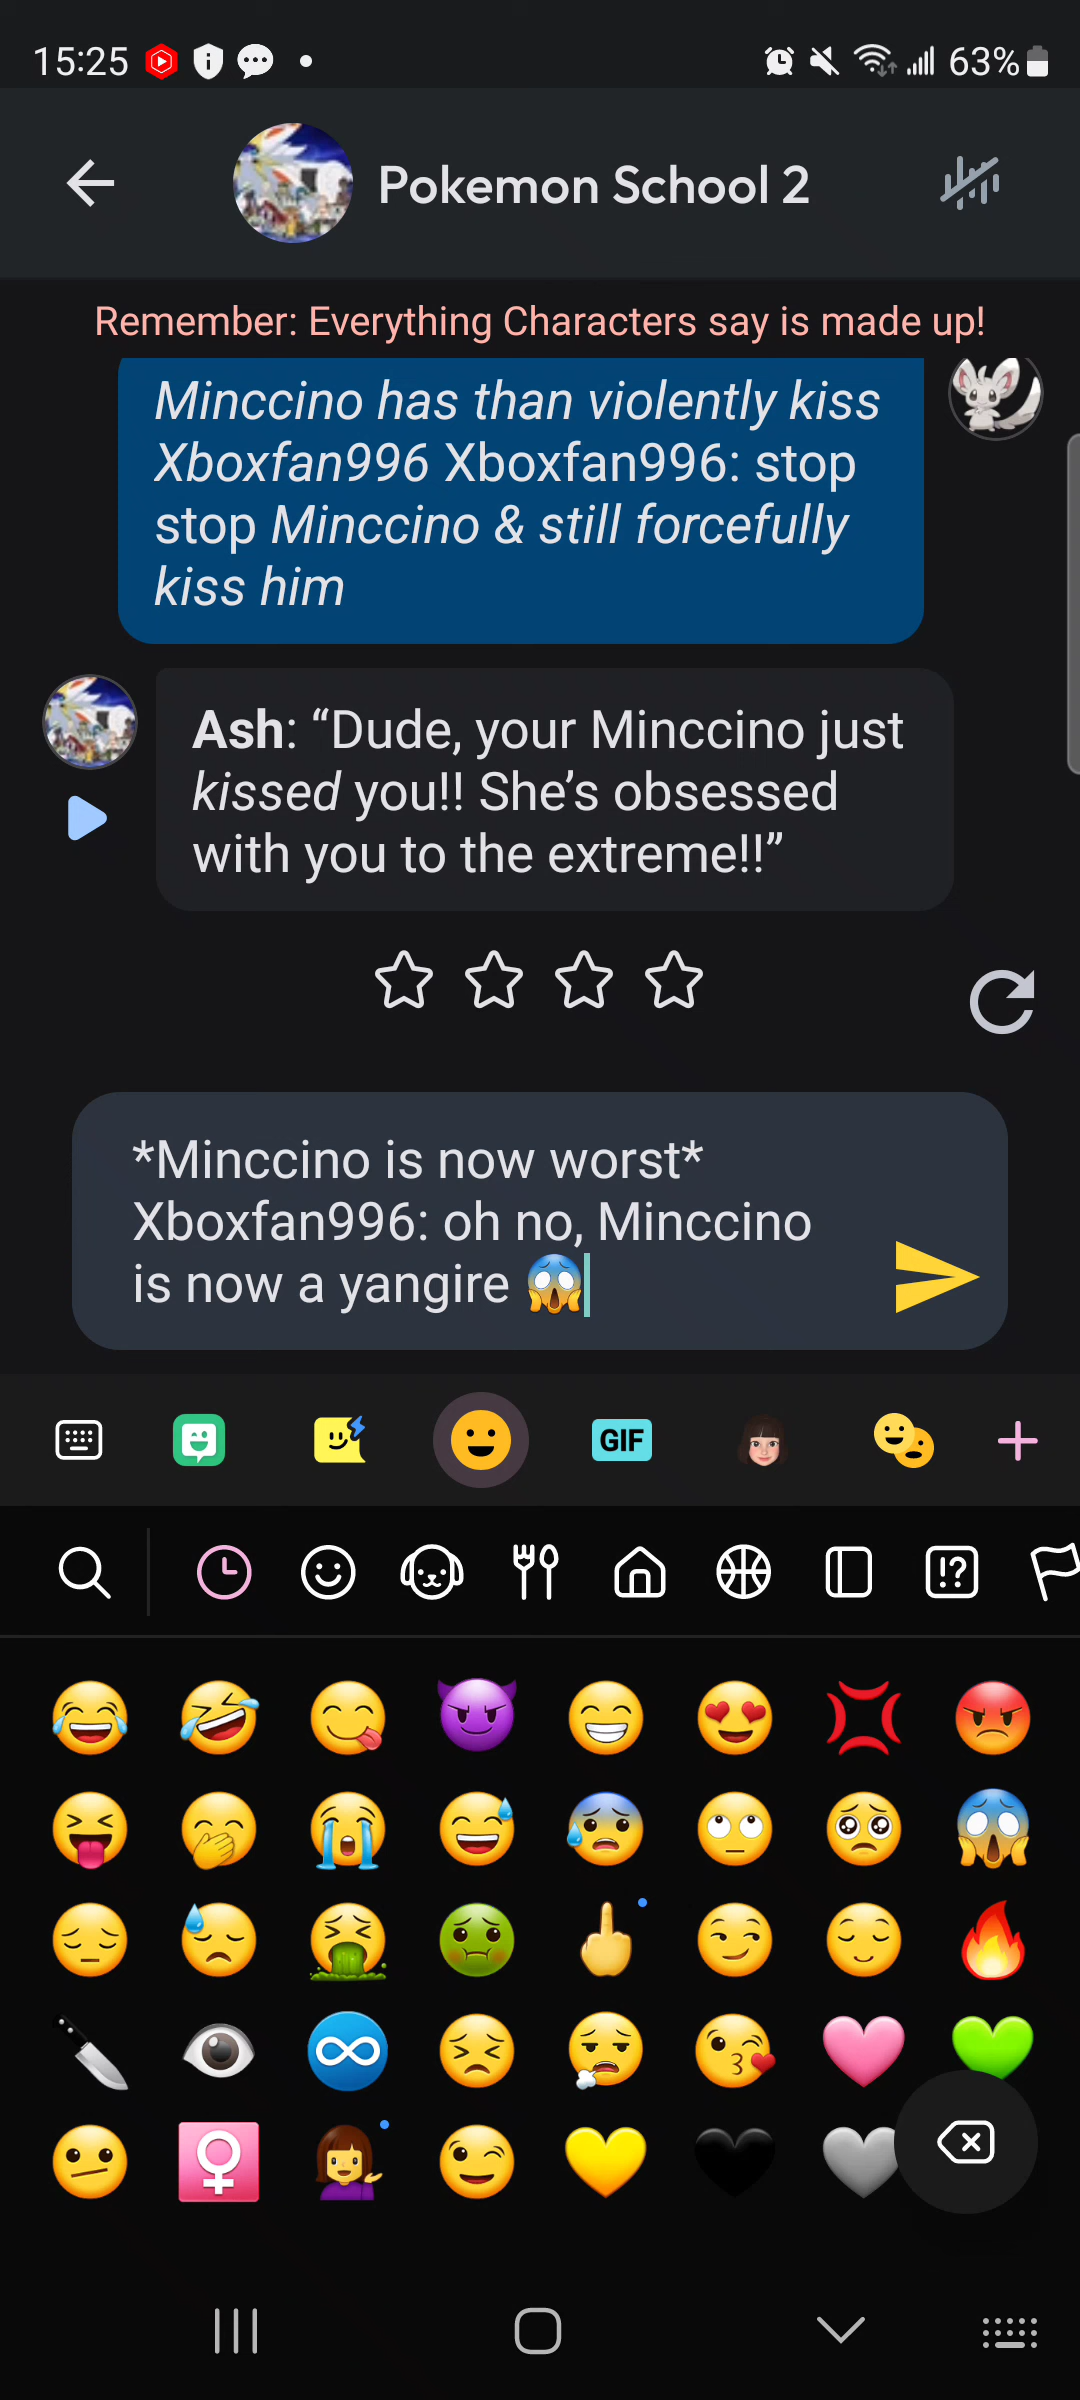 15:25
63%
Pokemon School 2
Remember: Everything Characters say is made up!
Minccino has than violently kiss
Xboxfan996 Xboxfan996: stop
stop Minccino & still forcefully
kiss him
Ash: “Dude, your Minccino just
kissed you!! She’s obsessed
with you to the extreme!!”
*Minccino is now worst*
Xboxfan996: oh no, Minccino
is now a yangire 😱
GIF